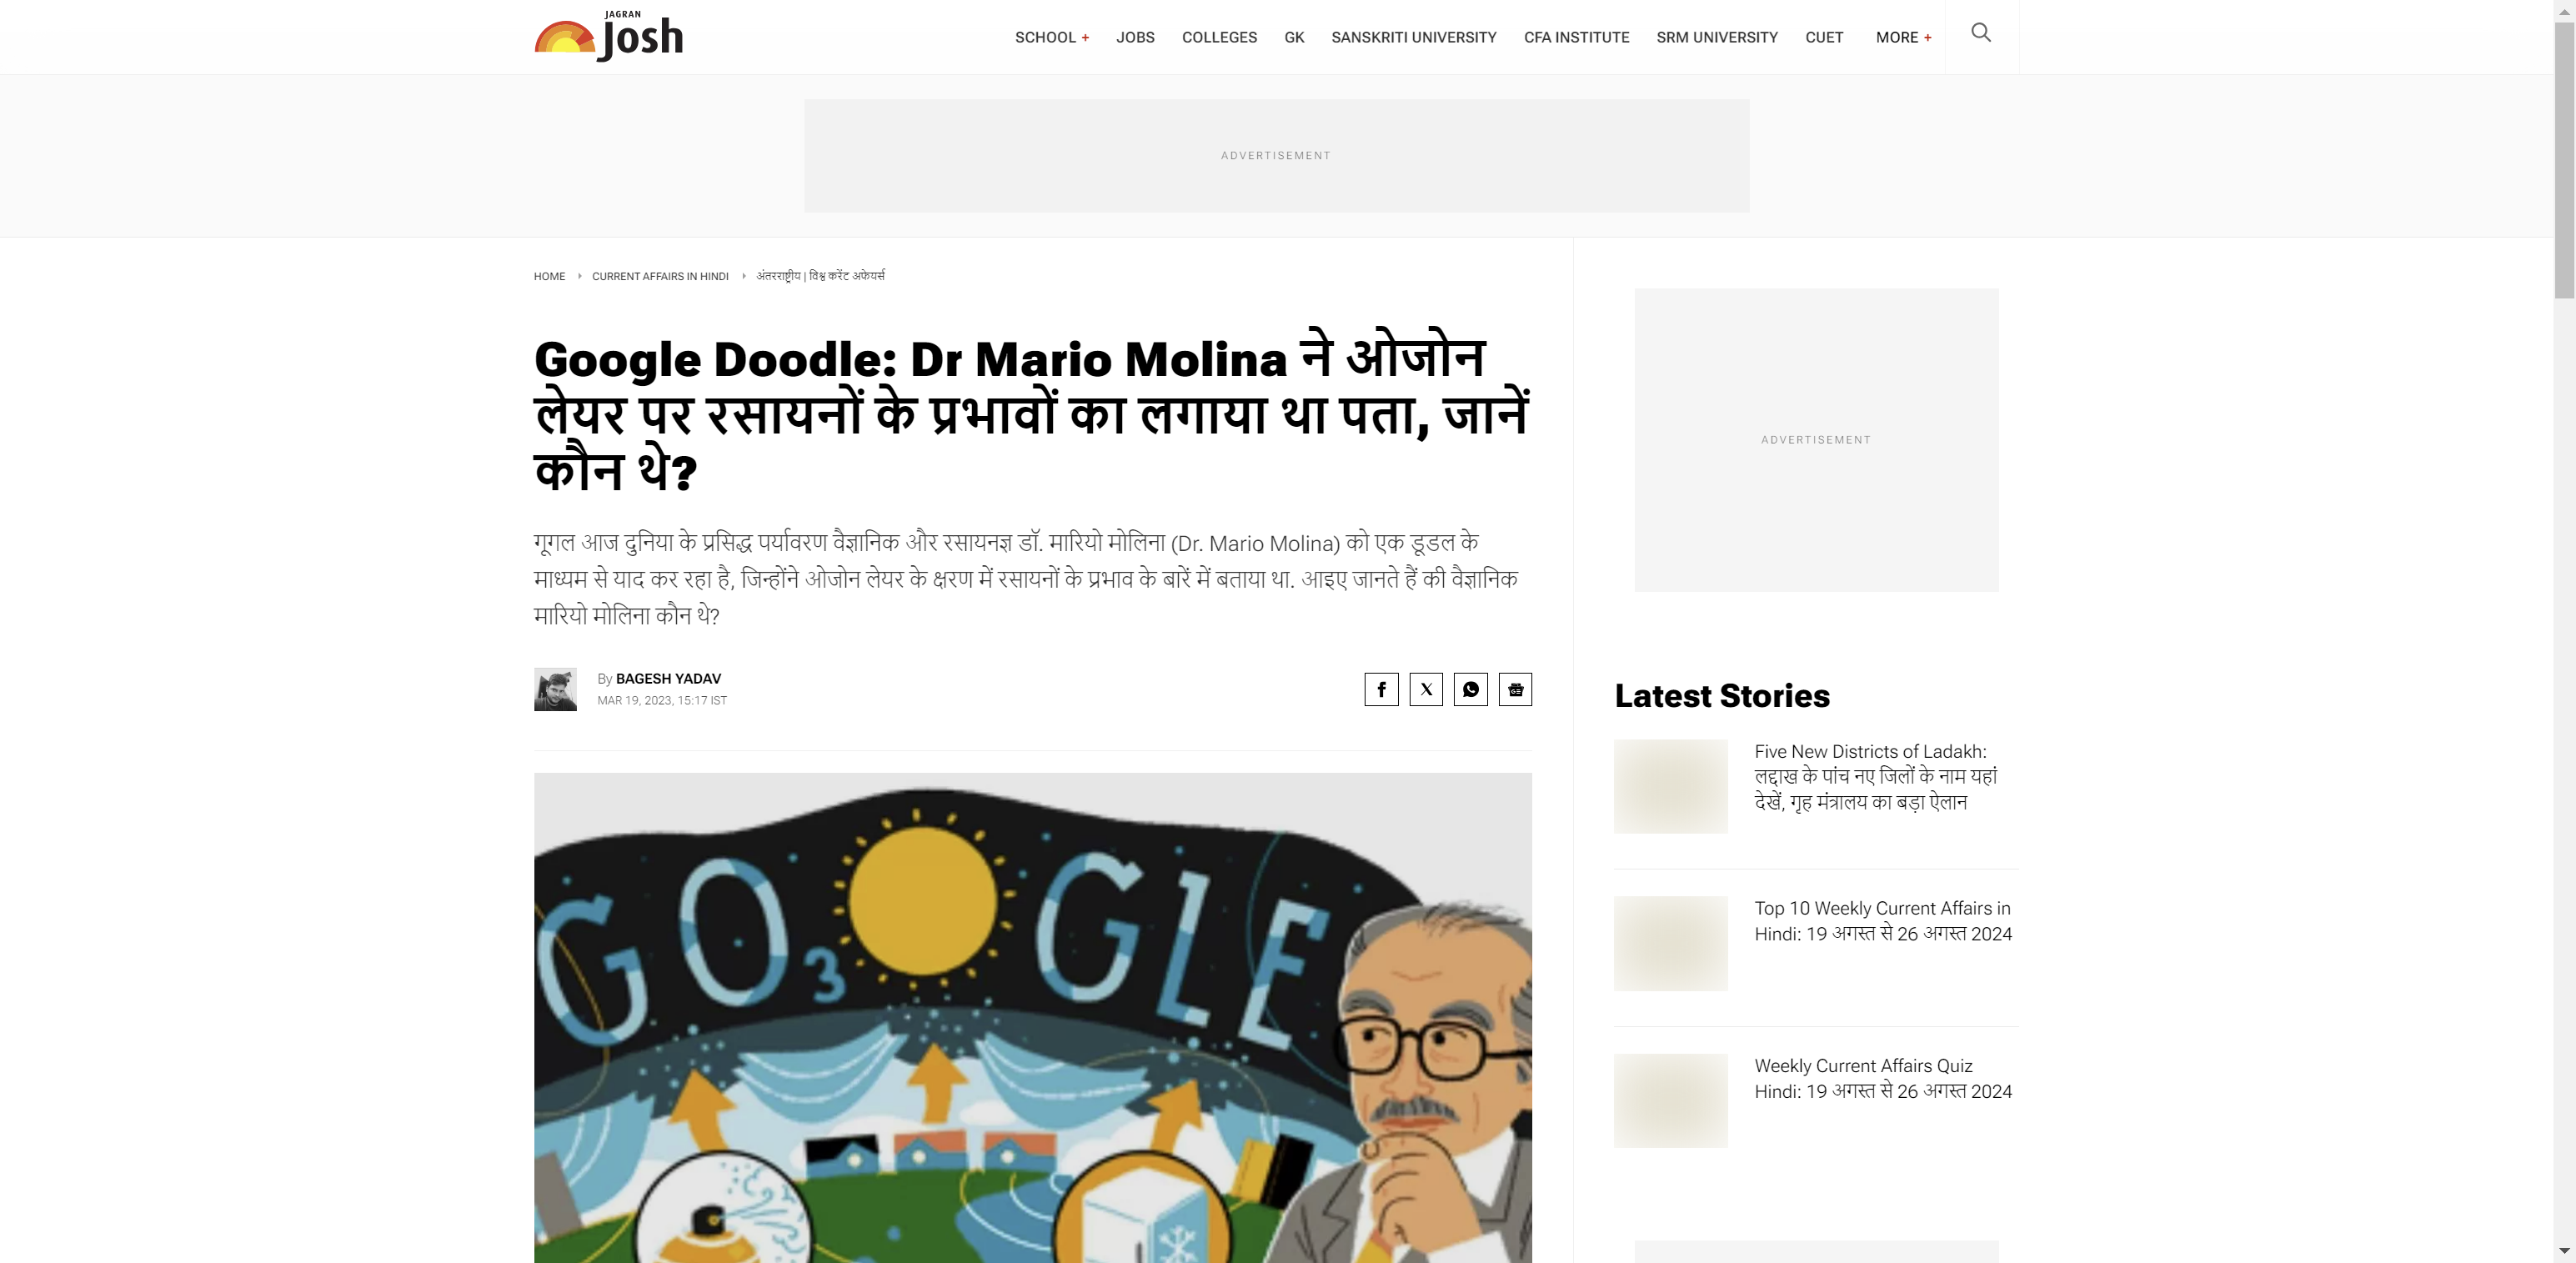 JAGRAN
Josh
SCHOOL + JOBS COLLEGES GK SANSKRITI UNIVERSITY CFA INSTITUTE SRM UNIVERSITY CUET MORE +
ADVERTISEMENT
HOME CURRENT AFFAIRS IN HINDI अंतरराष्ट्रीय | विश्व करेंट अफेयर्स
Google Doodle: Dr Mario Molina ने ओजोन
लेयर पर रसायनों के प्रभावों का लगाया था पता, जानें
कौन थे?
गूगल आज दुनिया के प्रसिद्ध पर्यावरण वैज्ञानिक और रसायनज्ञ डॉ. मारियो मोलिना (Dr. Mario Molina) को एक डूडल के
माध्यम से याद कर रहा है, जिन्होंने ओजोन लेयर के क्षरण में रसायनों के प्रभाव के बारें में बताया था. आइए जानते हैं की वैज्ञानिक
मारियो मोलिना कौन थे?
By BAGESH YADAV
MAR 19, 2023, 15:17 IST
GO3 GLE
ADVERTISEMENT
Latest Stories
Five New Districts of Ladakh:
लद्दाख के पांच नए जिलों के नाम यहां
देखें, गृह मंत्रालय का बड़ा ऐलान
Top 10 Weekly Current Affairs in
Hindi: 19 अगस्त से 26 अगस्त 2024
Weekly Current Affairs Quiz
Hindi: 19 अगस्त से 26 अगस्त 2024